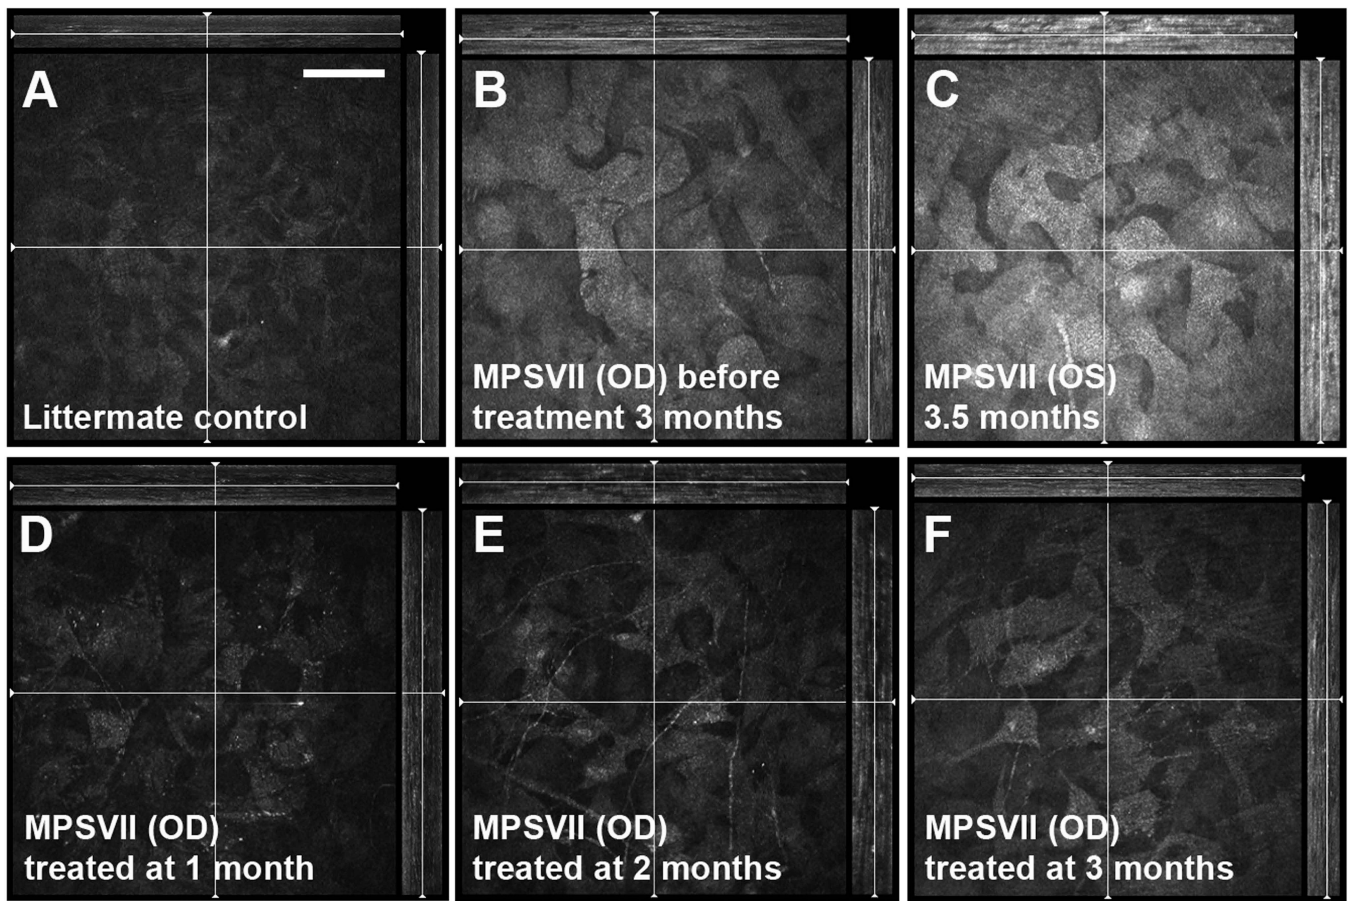 A
Littermate control
B
MPSVII (OD) before
treatment 3 months
C
MPSVII (OS)
3.5 months
D
MPSVII (OD)
treated at 1 month
E
MPSVII (OD)
treated at 2 months
F
MPSVII (OD)
treated at 3 months